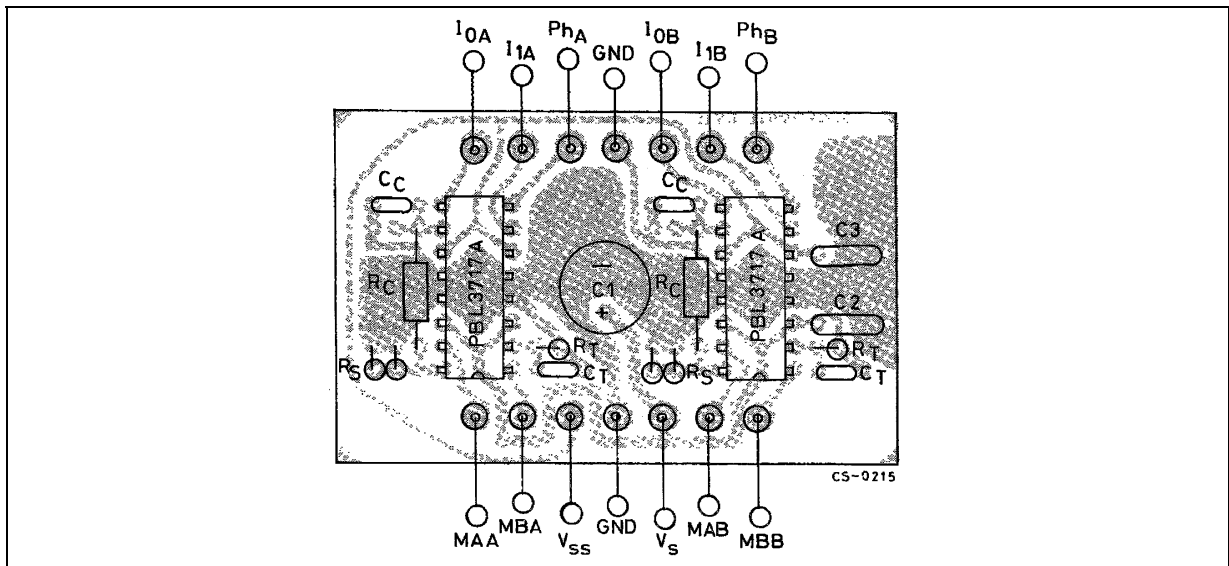 I0A I1A PhA GND I0B I1B PhB
CC CC
PBL3717A PBL3717A
C3
RC C1 RC
− +
C2
RT RT
RS CT RS CT
CS-0215
MAA MBA VSS GND VS MAB MBB